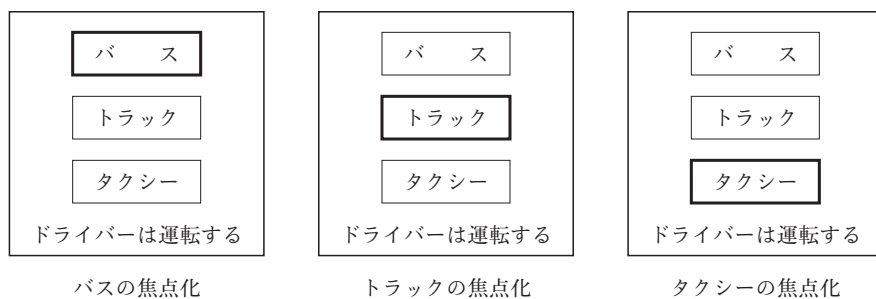 バス
トラック
タクシー
ドライバーは運転する
バスの焦点化
バス
トラック
タクシー
ドライバーは運転する
トラックの焦点化
バス
トラック
タクシー
ドライバーは運転する
タクシーの焦点化